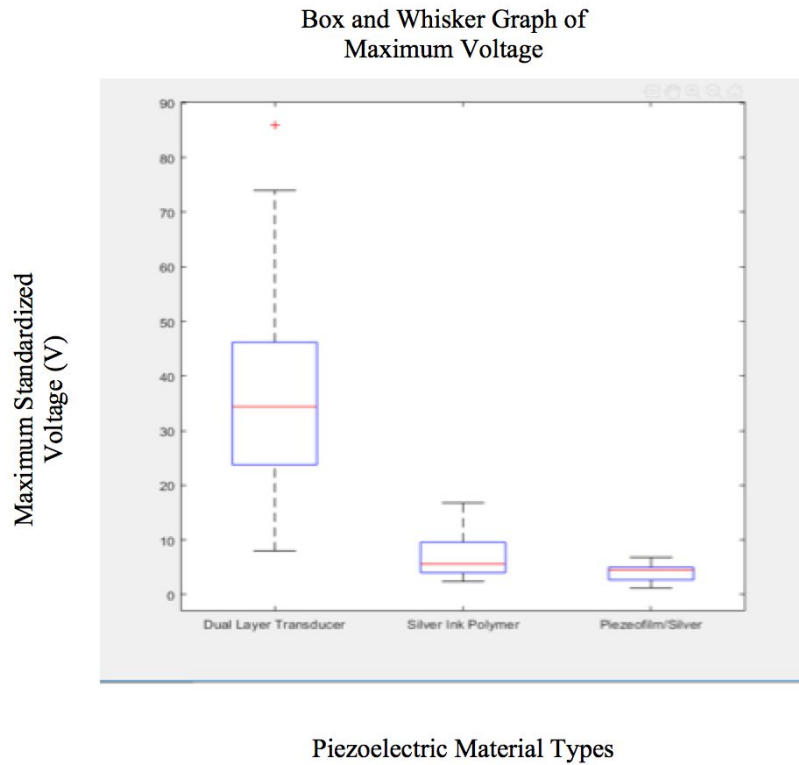 Box and Whisker Graph of
Maximum Voltage
Maximum Standardized
Voltage (V)
90
80
70
60
50
40
30
20
10
0
Dual Layer Transducer Silver Ink Polymer Piezeofilm/Silver
Piezoelectric Material Types